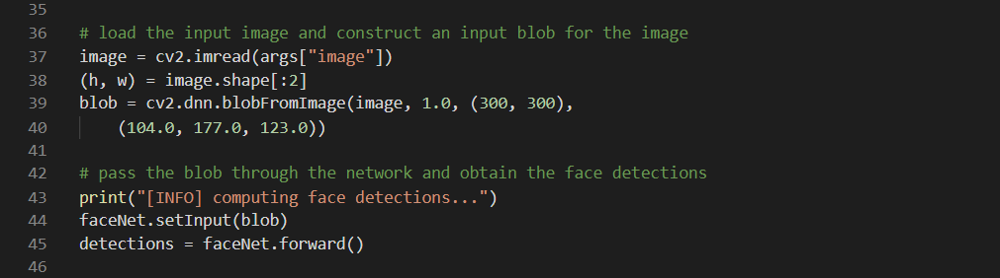 35
36 # load the input image and construct an input blob for the image
37 image = cv2.imread(args["image"])
38 (h, w) = image.shape[:2]
39 blob = cv2.dnn.blobFromImage(image, 1.0, (300, 300),
40     (104.0, 177.0, 123.0))
41
42 # pass the blob through the network and obtain the face detections
43 print("[INFO] computing face detections...")
44 faceNet.setInput(blob)
45 detections = faceNet.forward()
46